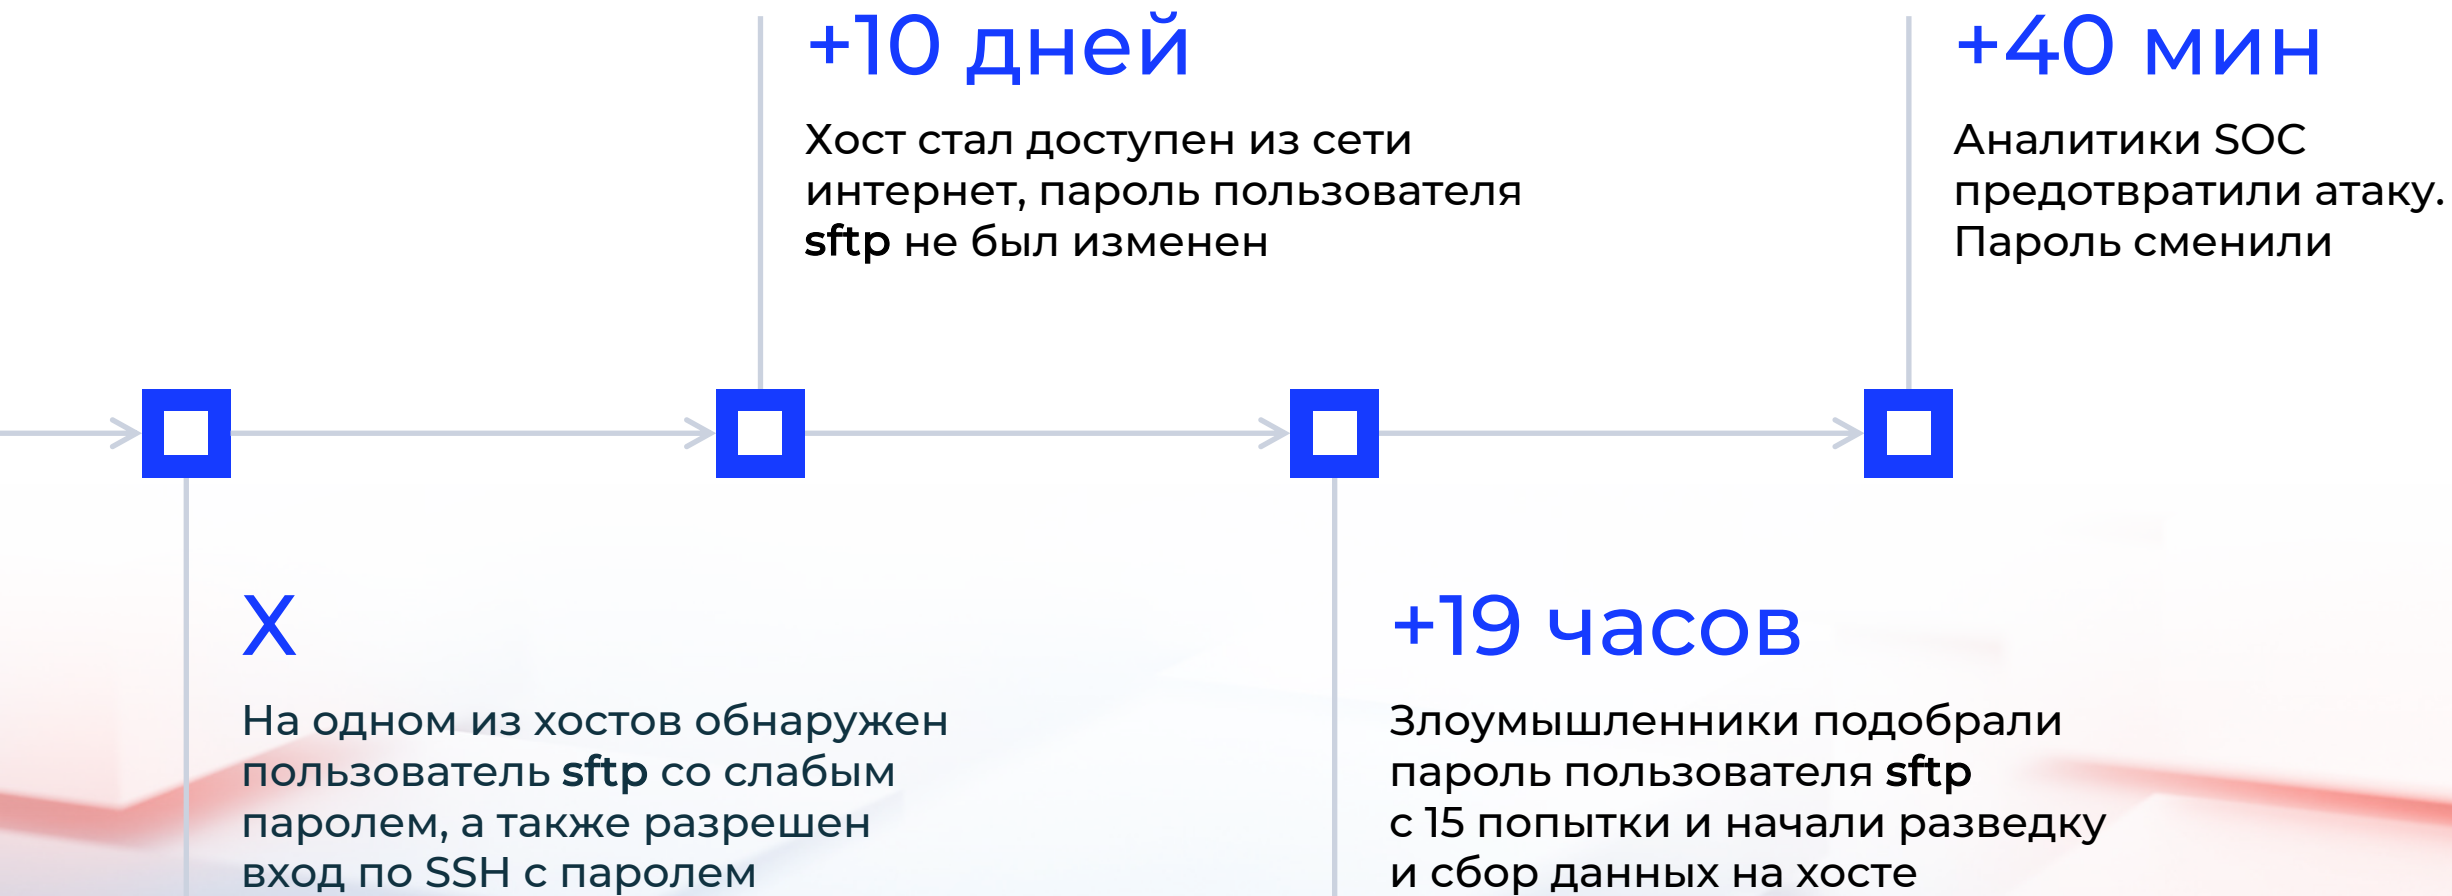 +10 дней
Хост стал доступен из сети
интернет, пароль пользователя
sftp не был изменен
+40 мин
Аналитики SOC
предотвратили атаку.
Пароль сменили
X
На одном из хостов обнаружен
пользователь sftp со слабым
паролем, а также разрешен
вход по SSH с паролем
+19 часов
Злоумышленники подобрали
пароль пользователя sftp
с 15 попытки и начали разведку
и сбор данных на хосте